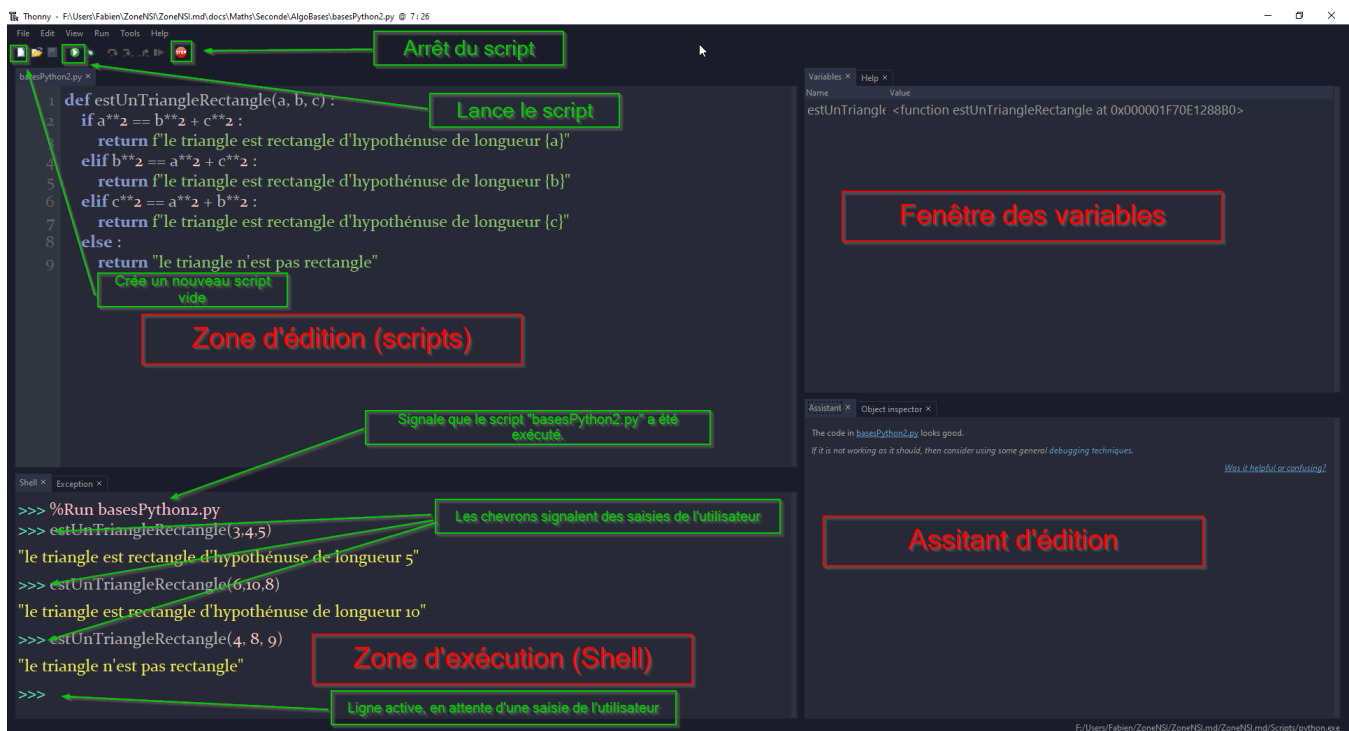 Thonny - F:\Users\Fabien\ZoneNSI\ZoneNSI.md\docs\Maths\Seconde\AlgoBases\basesPython2.py @ 7:26
File Edit View Run Tools Help
STOP
Arrêt du script
basesPython2.py ×
Lance le script
1 def estUnTriangleRectangle(a, b, c) :
2 if a**2 == b**2 + c**2 :
3 return f"le triangle est rectangle d'hypothénuse de longueur {a}"
4 elif b**2 == a**2 + c**2 :
5 return f"le triangle est rectangle d'hypothénuse de longueur {b}"
6 elif c**2 == a**2 + b**2 :
7 return f"le triangle est rectangle d'hypothénuse de longueur {c}"
8 else :
9 return "le triangle n'est pas rectangle"
Crée un nouveau script
vide
Zone d'édition (scripts)
Signale que le script "basesPython2.py" a été
exécuté.
Shell × Exception ×
>>> %Run basesPython2.py
>>> estUnTriangleRectangle(3,4,5)
"le triangle est rectangle d'hypothénuse de longueur 5"
>>> estUnTriangleRectangle(6,10,8)
"le triangle est rectangle d'hypothénuse de longueur 10"
>>> estUnTriangleRectangle(4, 8, 9)
"le triangle n'est pas rectangle"
>>>
Les chevrons signalent des saisies de l'utilisateur
Zone d'exécution (Shell)
Ligne active, en attente d'une saisie de l'utilisateur
Variables × Help ×
Name Value
estUnTriangle <function estUnTriangleRectangle at 0x000001F70E1288B0>
Fenêtre des variables
Assistant × Object inspector ×
The code in basesPython2.py looks good.
If it is not working as it should, then consider using some general debugging techniques.
Was it helpful or confusing?
Assitant d'édition
F:/Users/Fabien/ZoneNSI/ZoneNSI.md/ZoneNSI.md/Scripts/python.exe